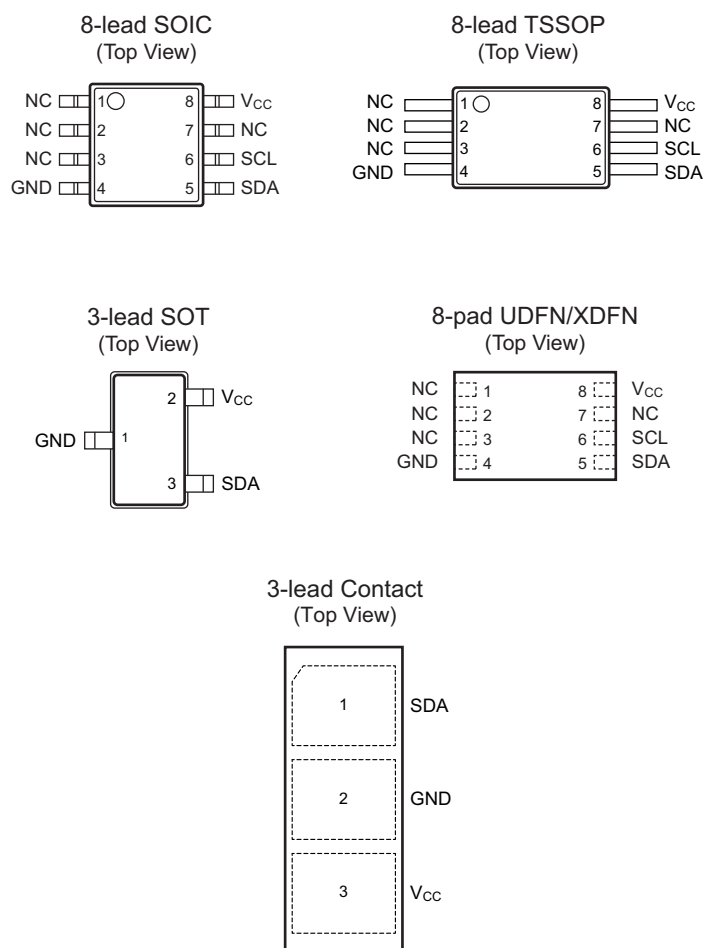 8-lead SOIC
(Top View)
NC 1 8 VCC
NC 2 7 NC
NC 3 6 SCL
GND 4 5 SDA
8-lead TSSOP
(Top View)
NC 1 8 VCC
NC 2 7 NC
NC 3 6 SCL
GND 4 5 SDA
3-lead SOT
(Top View)
2 VCC
GND 1
3 SDA
8-pad UDFN/XDFN
(Top View)
NC 1 8 VCC
NC 2 7 NC
NC 3 6 SCL
GND 4 5 SDA
3-lead Contact
(Top View)
1 SDA
2 GND
3 VCC